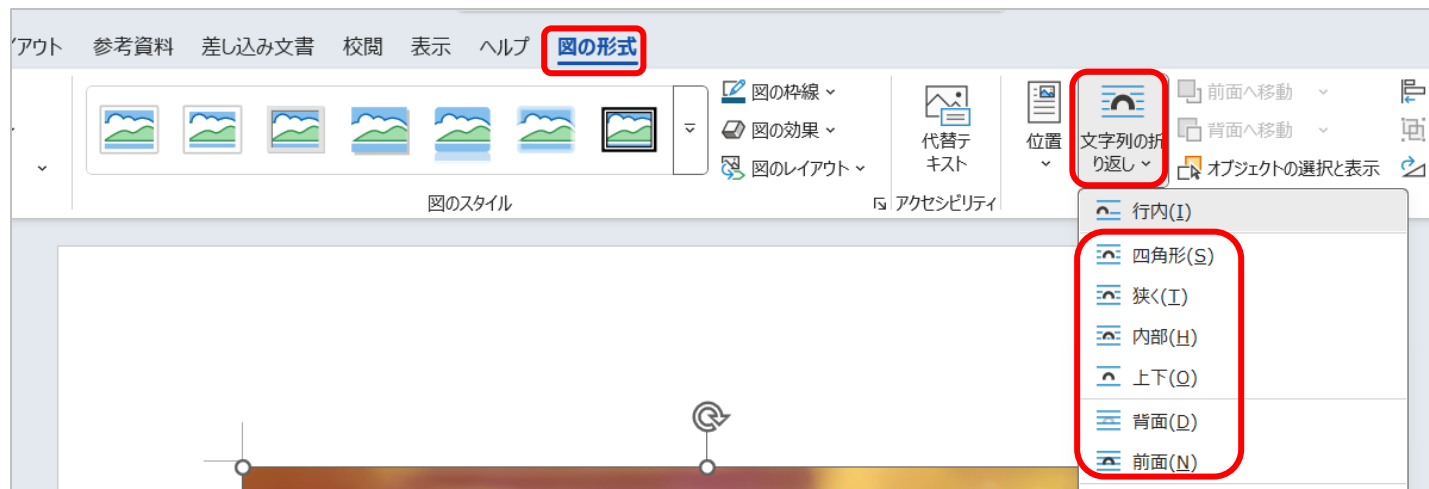 アウト 参考資料 差し込み文書 校閲 表示 ヘルプ 図の形式
図の枠線
図の効果
図のレイアウト
図のスタイル
代替テ
キスト
アクセシビリティ
位置
文字列の折
り返し
前面へ移動
背面へ移動
オブジェクトの選択と表示
行内(I)
四角形(S)
狭く(T)
内部(H)
上下(O)
背面(D)
前面(N)